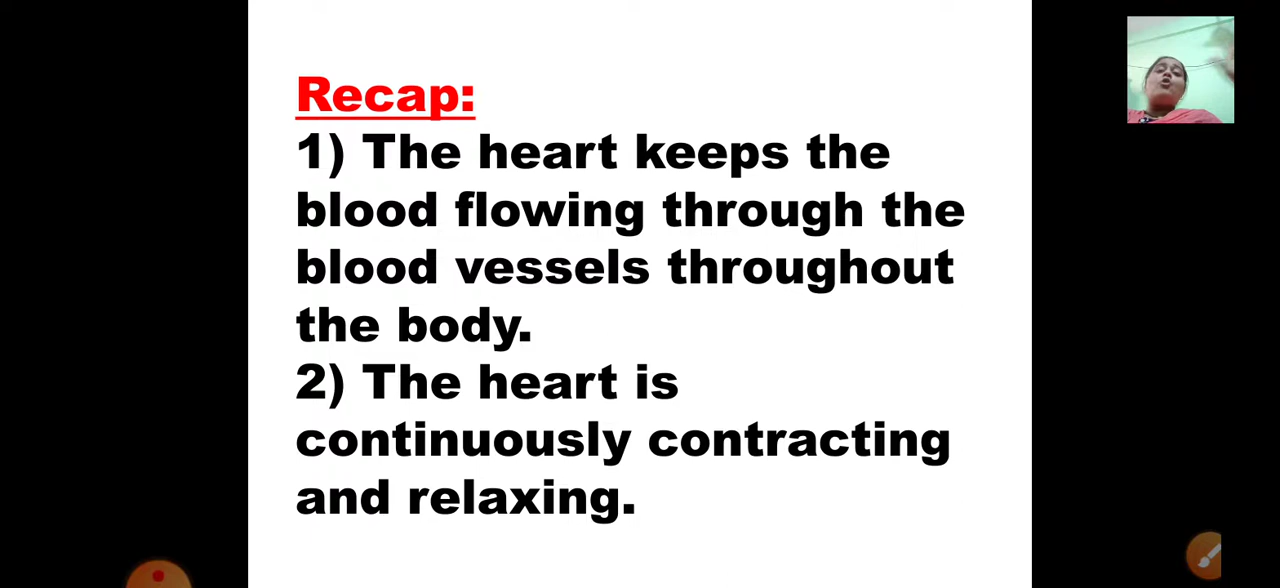 Recap:
1) The heart keeps the
blood flowing through the
blood vessels throughout
the body.
2) The heart is
continuously contracting
and relaxing.